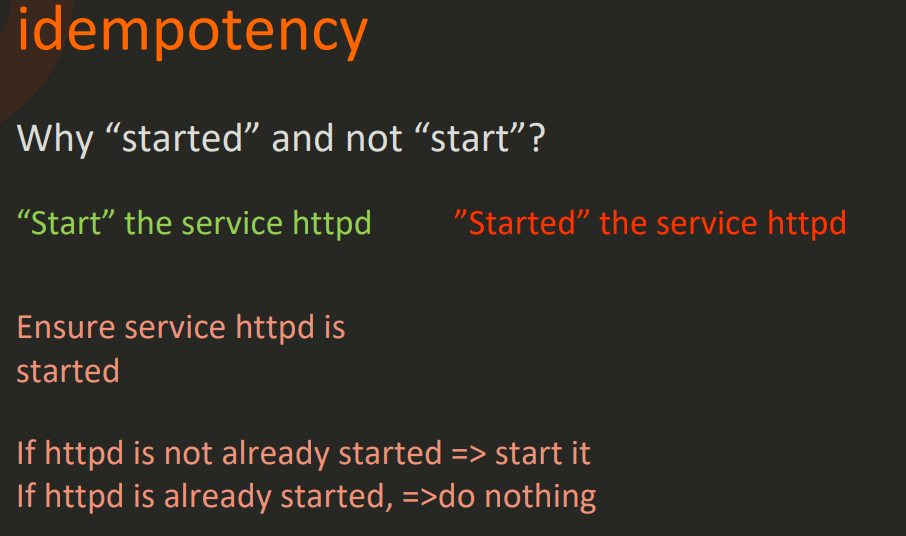 idempotency
Why “started” and not “start”?
“Start” the service httpd
”Started” the service httpd
Ensure service httpd is
started
If httpd is not already started => start it
If httpd is already started, =>do nothing